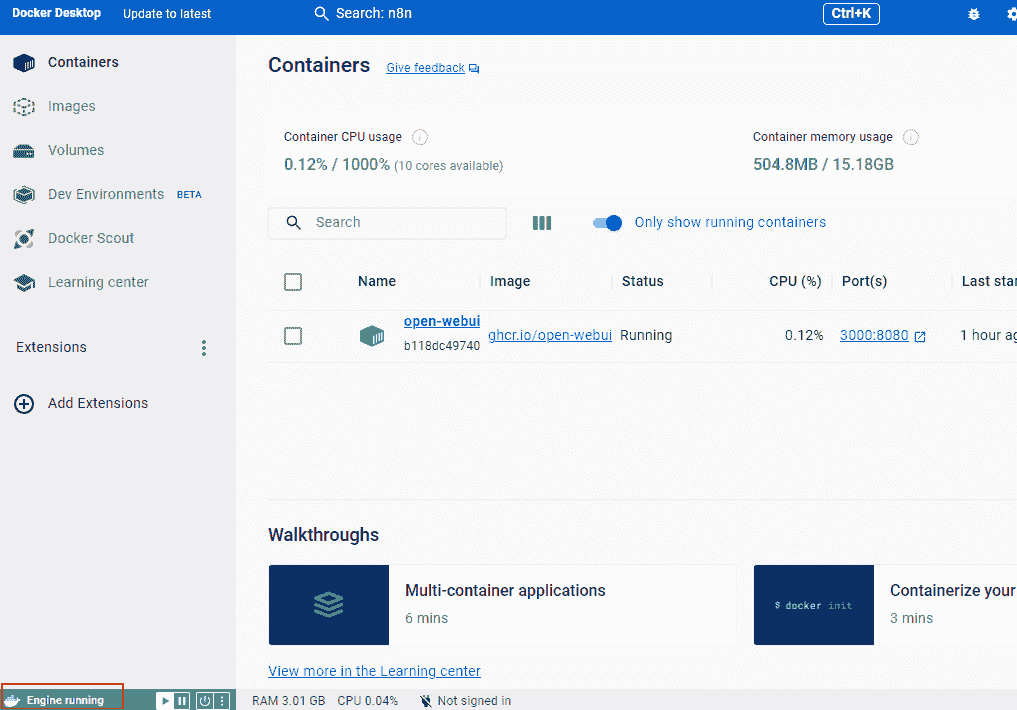 Docker Desktop Update to latest Search: n8n Ctrl+K
Containers
Images
Volumes
Dev Environments BETA
Docker Scout
Learning center
Extensions
Add Extensions
Containers Give feedback
Container CPU usage
0.12% / 1000% (10 cores available)
Container memory usage
504.8MB / 15.18GB
Search Only show running containers
Name Image Status CPU (%) Port(s) Last star
open-webui
b118dc49740 ghcr.io/open-webui Running 0.12% 3000:8080 1 hour ag
Walkthroughs
Multi-container applications
6 mins
$ docker init
Containerize your
3 mins
View more in the Learning center
Engine running RAM 3.01 GB CPU 0.04% Not signed in